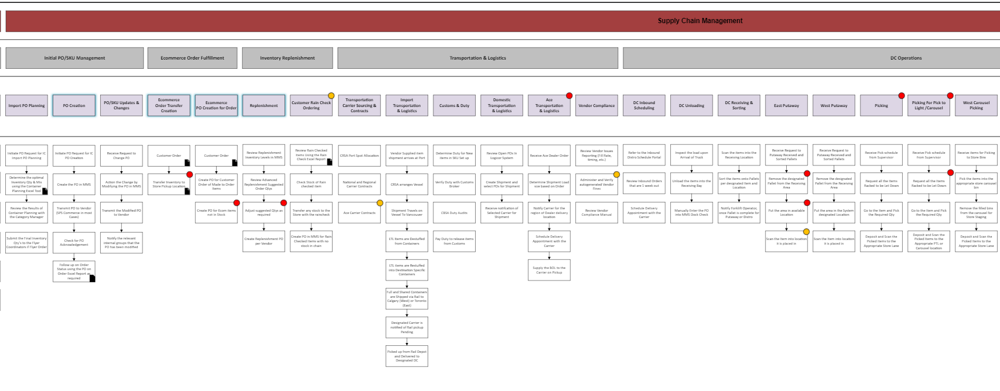 Supply Chain Management
Initial PO/SKU Management
Ecommerce Order Fulfillment
Inventory Replenishment
Transportation & Logistics
DC Operations
Import PO Planning
PO Creation
PO/SKU Updates &
Changes
Ecommerce
Order Transfer
Creation
Ecommerce
PO Creation for Order
Replenishment
Customer Rain Check
Ordering
Transportation
Carrier Sourcing &
Contracts
Import
Transportation
& Logistics
Customs & Duty
Domestic
Transportation
& Logistics
Ace
Transportation
& Logistics
Vendor Compliance
DC Inbound
Scheduling
DC Unloading
DC Receiving &
Sorting
East Putaway
West Putaway
Picking
Picking For Pick to
Light /Carousel
West Carousel
Picking
Initiate PO Request for IC
Import PO Planning
Determine the optimal
Inventory Qty & Mix
using the Container
Planning Excel Tool
Review the Results of
Container Planning with
the Category Manager
Submit the Final Inventory
Qty's to the Flyer
Coordinators if Flyer Order
Initiate PO Request for IC
PO Creation
Create the PO in MMS
Transmit PO to Vendor
(SPS Commerce in most
Cases)
Check for PO
Acknowledgement
Follow up on Order
Status using the PO on
Order Excel Report as
required
Receive Request to
Change PO
Action the Change by
Modifying the PO in MMS
Transmit the Modified PO
to Vendor
Notify the relevant
internal groups that the
PO has been modified
Customer Order
Transfer Inventory to
Store Pickup Location
Customer Order
Create PO for Customer
Order of Made to Order
Items
Create PO for Ecom items
not in Stock
Review Replenishment
Inventory Levels in MMS
Review Advanced
Replenishment Suggested
Order Qtys
Adjust suggested Qtys as
required
Create Replenishment PO
per Vendor
Review Rain Checked
items Using the Rain
Check Excel Report
Check Stock of Rain
checked item
Transfer any stock to the
Store with the raincheck
Create PO in MMS for Rain
Checked items with no
stock in chain
CRSA Port Spot Allocation
National and Regional
Carrier Contracts
Ace Carrier Contracts
Vendor Supplied item
shipment arrives at Port
CRSA arranges Vessel
Shipment Travels on
Vessel To Vancouver
LTL Items are Destuffed
from Containers
LTL items are Restuffed
into Destination Specific
Containers
Full and Shared Containers
are Shipped via Rail to
Calgary (West) or Toronto
(East)
Designated Carrier is
notified of Rail pickup
Pending
Picked up from Rail Depot
and Delivered to
Designated DC
Determine Duty for New
items in SKU Set up
Verify Duty with Customs
Broker
CBSA Duty Audits
Pay Duty to release items
from Customs
Review Open POs in
Logicor System
Create Shipment and
select POs for Shipment
Receive notifcation of
Selected Carrier for
Shipment
Receive Ace Dealer Order
Determine Shipment Load
size based on Order
Notify Carrier for the
region of Dealer delivery
location
Schedule Delivery
Appointment with the
Carrier
Supply the BOL to the
Carrier on Pickup
Review Vendor Issues
Reporting (Fill Rate,
timing, etc.)
Administer and Verify
autogenerated Vendor
Fines
Review Vendor
Compliance Manual
Refer to the Inbound
Distro Schedule Portal
Review Inbound Orders
that are 1 week out
Schedule Delivery
Appointment with the
Carrier
Inspect the load upon
Arrival of Truck
Unload the items into the
Receiving Bay
Manually Enter the PO
into MMS Dock Check
Scan the items into the
Receiving Location
Sort the items onto Pallets
per designated item and
Location
Notify Forklift Operator,
once Pallet is complete for
Putaway or Distro
Receive Request to
Putaway Received and
Sorted Pallets
Remove the designated
Pallet from the Receiving
Area
Put the area in available
Location
Scan the item into location
it is placed in
Receive Request to
Putaway Received and
Sorted Pallets
Remove the designated
Pallet from the Receiving
Area
Put the area in the System
designated Location
Scan the item into location
it is placed in
Receive Pick schedule
from Supervisor
Request all the items
Racked to be Let Down
Go to the item and Pick
the Required Qty
Deposit and Scan the
Picked items to the
Appropriate Store Lane
Receive Pick schedule
from Supervisor
Request all the items
Racked to be Let Down
Go to the item and Pick
the Required Qty
Deposit and Scan the
Picked items to the
Appropriate PTL or
Carousel location
Receive items for Picking
to Store Bins
Pick the items into the
appropriate store carousel
bin
Remove the filled bins
from the carousel for
Store Staging
Deposit and Scan the
Picked items to the
Appropriate Store Lane